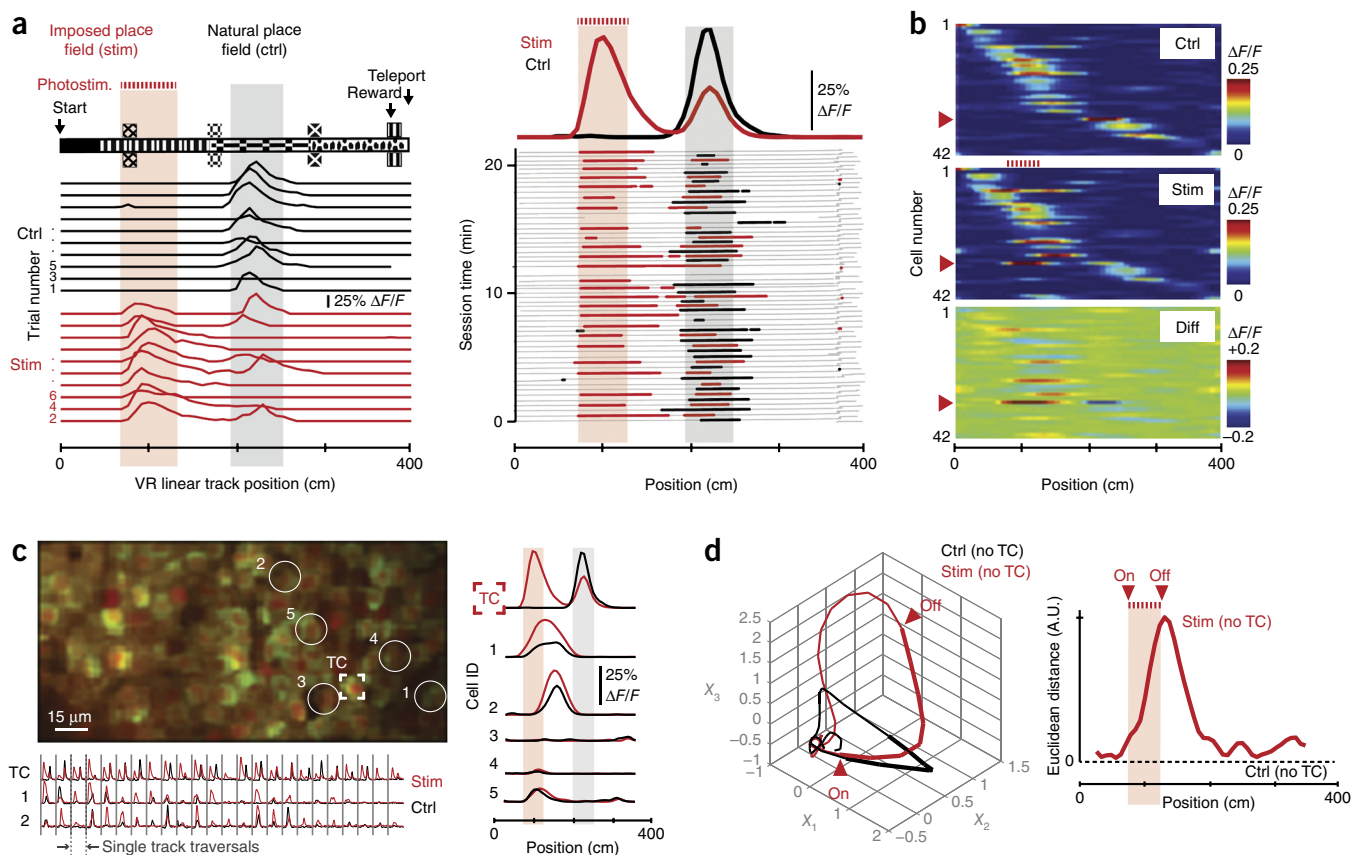 a
Imposed place
field (stim)
Natural place
field (ctrl)
Photostim.
Start
Teleport
Reward
Trial number
Ctrl
5
3
1
25% ΔF/F
Stim
6
4
2
0
400
VR linear track position (cm)
Stim
Ctrl
25%
ΔF/F
Session time (min)
20
10
0
0
400
Position (cm)
b
1
Ctrl
ΔF/F
0.25
0
42
Cell number
1
Stim
ΔF/F
0.25
0
42
1
Diff
ΔF/F
+0.2
−0.2
42
0
400
Position (cm)
c
2
5
4
TC
3
1
15 μm
TC
1
2
Stim
Ctrl
Single track traversals
Cell ID
TC
1
2
3
4
5
25%
ΔF/F
0
400
Position (cm)
d
Ctrl (no TC)
Stim (no TC)
Off
On
X3
2.5
2
1.5
1
0.5
0
−0.5
−1
−1
0
1
2
X1
−0.5
0
0.5
1
1.5
X2
On
Off
Stim (no TC)
Euclidean distance (A.U.)
0
Ctrl (no TC)
0
200
400
Position (cm)